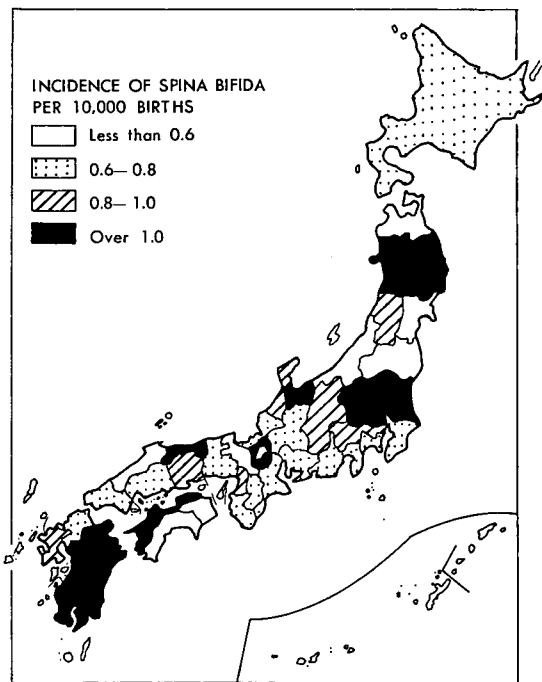 INCIDENCE OF SPINA BIFIDA
PER 10,000 BIRTHS
Less than 0.6
0.6— 0.8
0.8— 1.0
Over 1.0